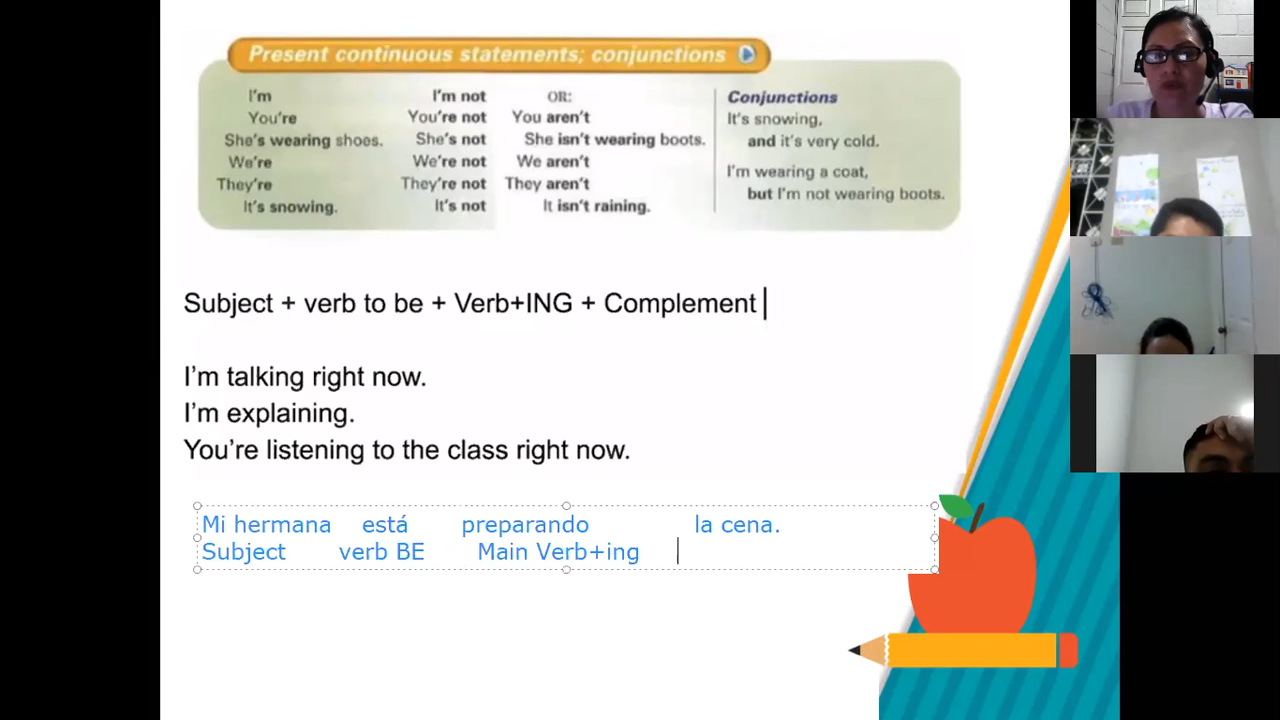 Present continuous statements; conjunctions
I'm I'm not OR: Conjunctions
You're You're not You aren't It's snowing,
She's wearing shoes. She's not She isn't wearing boots. and it's very cold.
We're We're not We aren't I'm wearing a coat,
They're They're not They aren't but I'm not wearing boots.
It's snowing. It's not It isn't raining.
Subject + verb to be + Verb+ING + Complement
I'm talking right now.
I'm explaining.
You're listening to the class right now.
Mi hermana está preparando la cena.
Subject verb BE Main Verb+ing